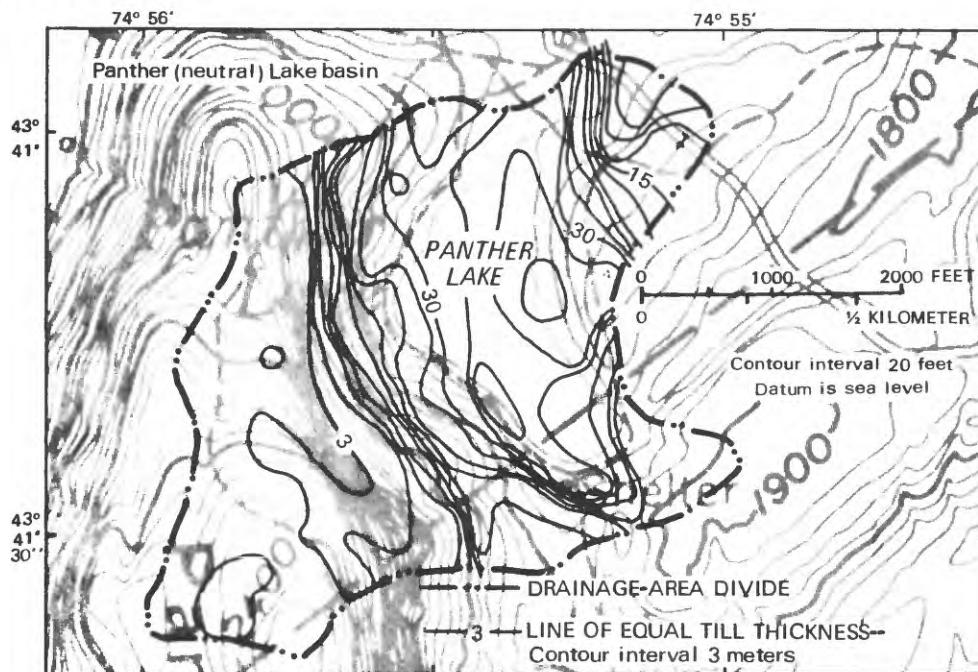 74° 56'
74° 55'
Panther (neutral) Lake basin
43°
41'
1800
15
30
PANTHER
LAKE
30
0 1000 2000 FEET
0 ½ KILOMETER
Contour interval 20 feet
Datum is sea level
3
1900
43°
41'
30''
DRAINAGE-AREA DIVIDE
3 LINE OF EQUAL TILL THICKNESS--
Contour interval 3 meters